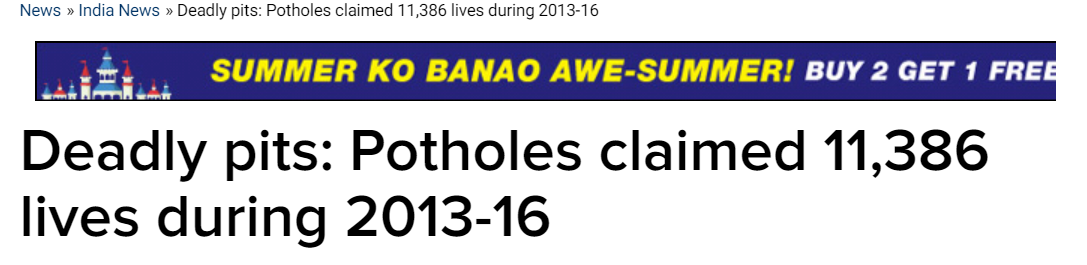 News » India News » Deadly pits: Potholes claimed 11,386 lives during 2013-16
SUMMER KO BANAO AWE-SUMMER! BUY 2 GET 1 FREE
Deadly pits: Potholes claimed 11,386
lives during 2013-16